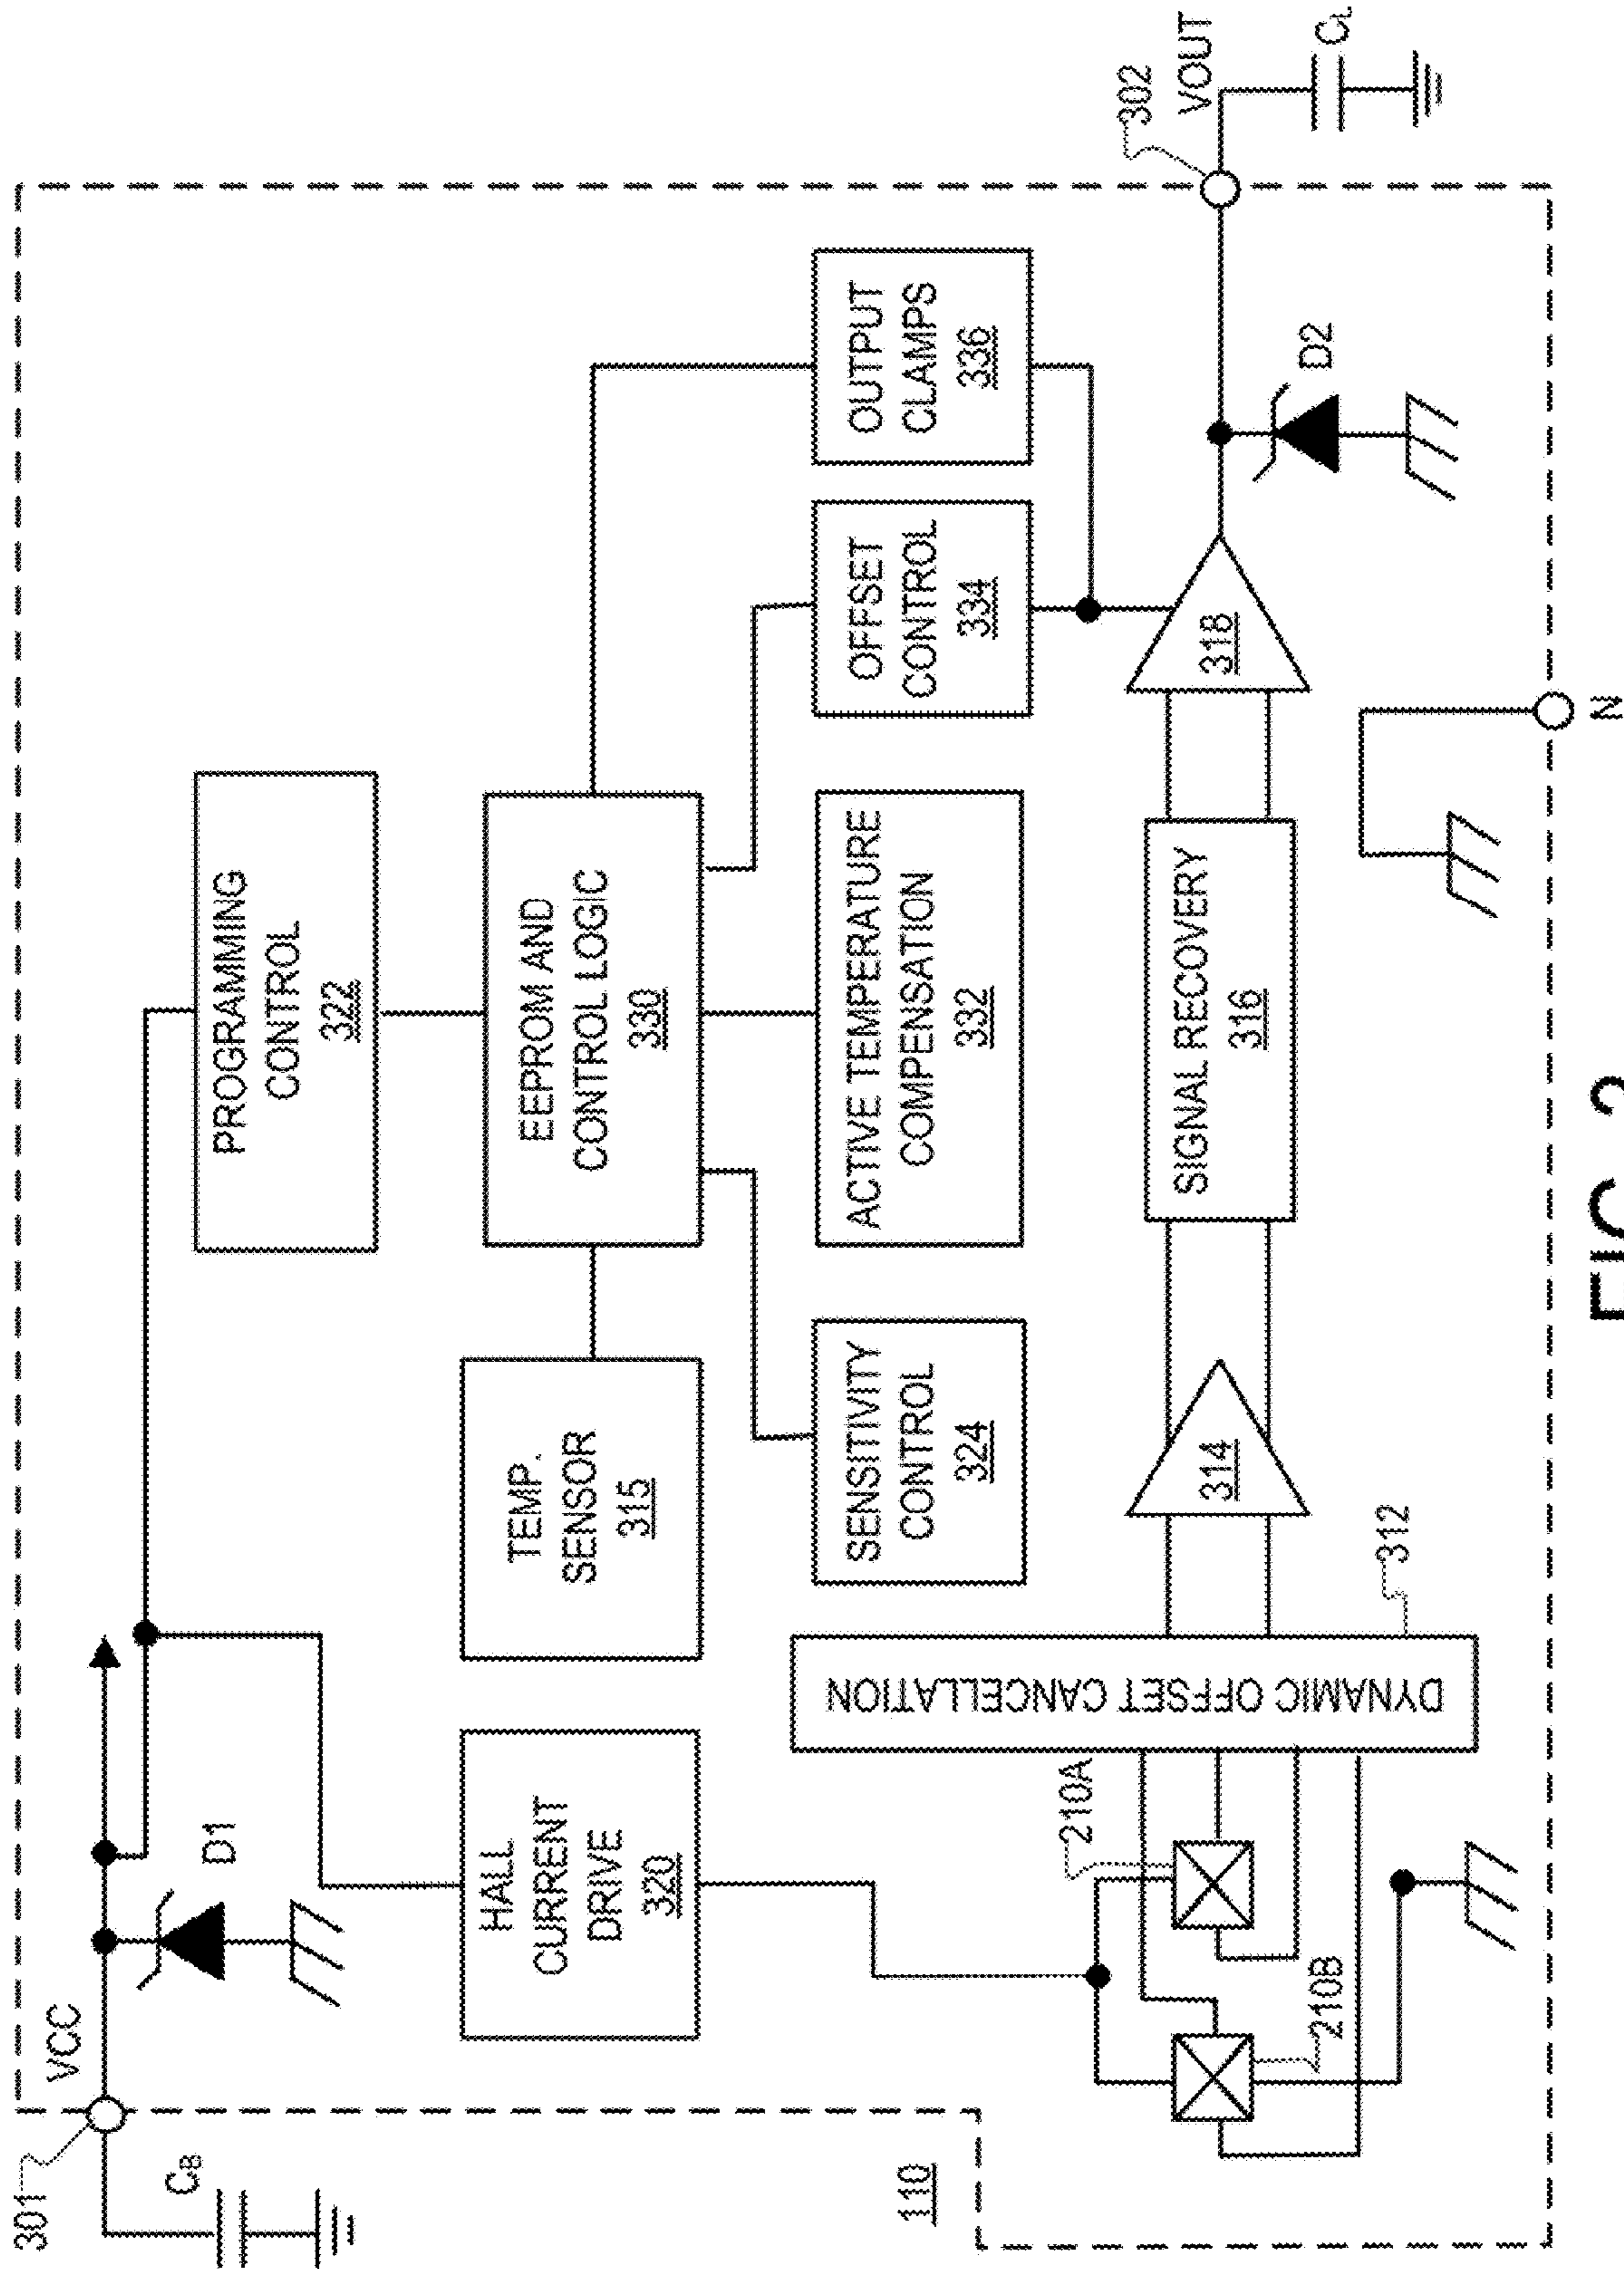 301
VCC
CB
D1
PROGRAMMING
CONTROL
322
HALL
CURRENT
DRIVE
320
TEMP.
SENSOR
315
EEPROM AND
CONTROL LOGIC
330
110
SENSITIVITY
CONTROL
324
ACTIVE TEMPERATURE
COMPENSATION
332
OFFSET
CONTROL
334
OUTPUT
CLAMPS
336
302
VOUT
CL
210A
210B
DYNAMIC OFFSET CANCELLATION
312
314
SIGNAL RECOVERY
316
318
D2
N